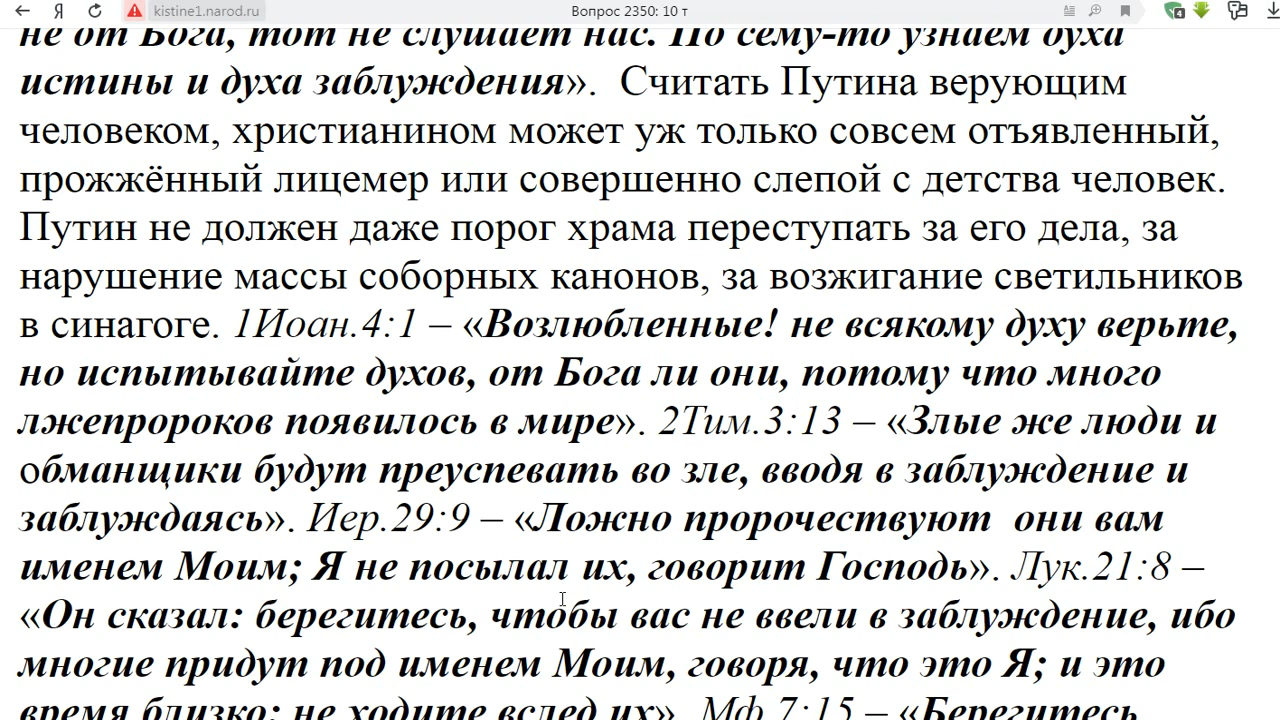 Я kistine1.narod.ru Вопрос 2350: 10 т 4
не от Бога, тот не слушает нас. По сему-то узнаем духа
истины и духа заблуждения». Считать Путина верующим
человеком, христианином может уж только совсем отъявленный,
прожжённый лицемер или совершенно слепой с детства человек.
Путин не должен даже порог храма переступать за его дела, за
нарушение массы соборных канонов, за возжигание светильников
в синагоге. 1Иоан.4:1 – «Возлюбленные! не всякому духу верьте,
но испытывайте духов, от Бога ли они, потому что много
лжепророков появилось в мире». 2Тим.3:13 – «Злые же люди и
обманщики будут преуспевать во зле, вводя в заблуждение и
заблуждаясь». Иер.29:9 – «Ложно пророчествуют они вам
именем Моим; Я не посылал их, говорит Господь». Лук.21:8 –
«Он сказал: берегитесь, чтобы вас не ввели в заблуждение, ибо
многие придут под именем Моим, говоря, что это Я; и это
время близко: не ходите вслед их». Мф.7:15 – «Берегитесь